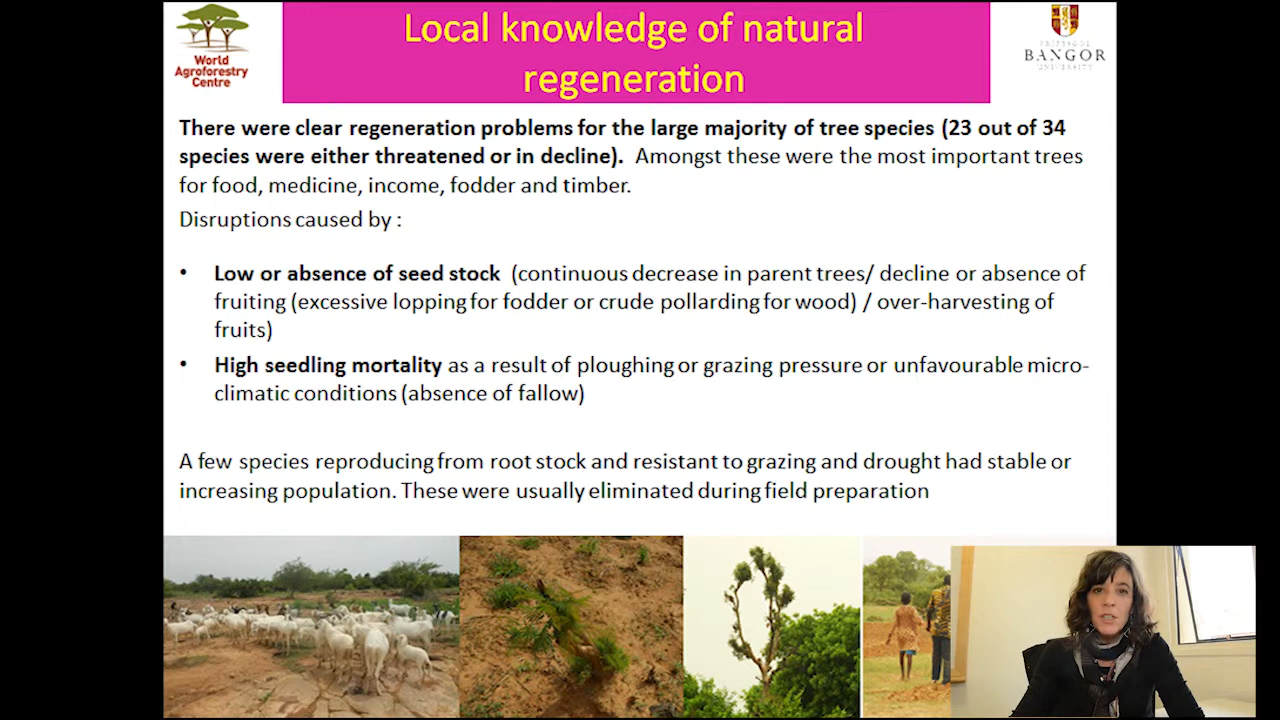 World
Agroforestry
Centre
Local knowledge of natural
regeneration
BANGOR
UNIVERSITY
There were clear regeneration problems for the large majority of tree species (23 out of 34
species were either threatened or in decline). Amongst these were the most important trees
for food, medicine, income, fodder and timber.
Disruptions caused by :
• Low or absence of seed stock (continuous decrease in parent trees/ decline or absence of
fruiting (excessive lopping for fodder or crude pollarding for wood) / over-harvesting of
fruits)
• High seedling mortality as a result of ploughing or grazing pressure or unfavourable micro-
climatic conditions (absence of fallow)
A few species reproducing from root stock and resistant to grazing and drought had stable or
increasing population. These were usually eliminated during field preparation